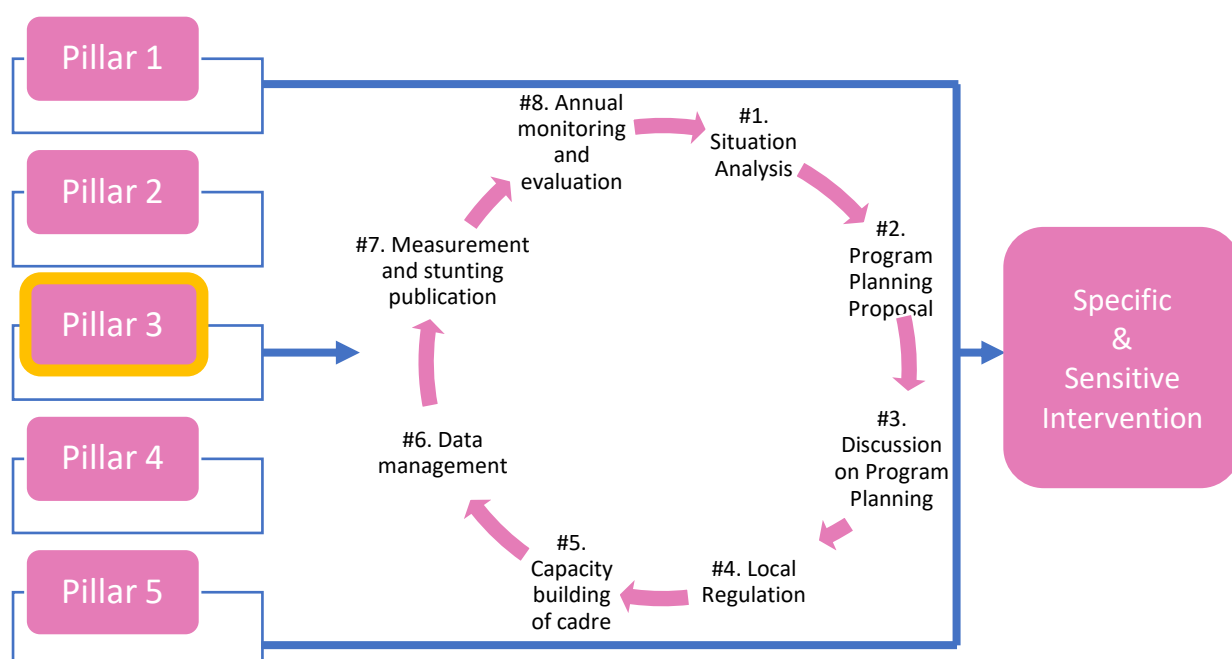 Pillar 1
Pillar 2
Pillar 3
Pillar 4
Pillar 5
#1.
Situation
Analysis
#2.
Program
Planning
Proposal
#3.
Discussion
on Program
Planning
#4. Local
Regulation
#5.
Capacity
building
of cadre
#6. Data
management
#7. Measurement
and stunting
publication
#8. Annual
monitoring
and
evaluation
Specific
&
Sensitive
Intervention